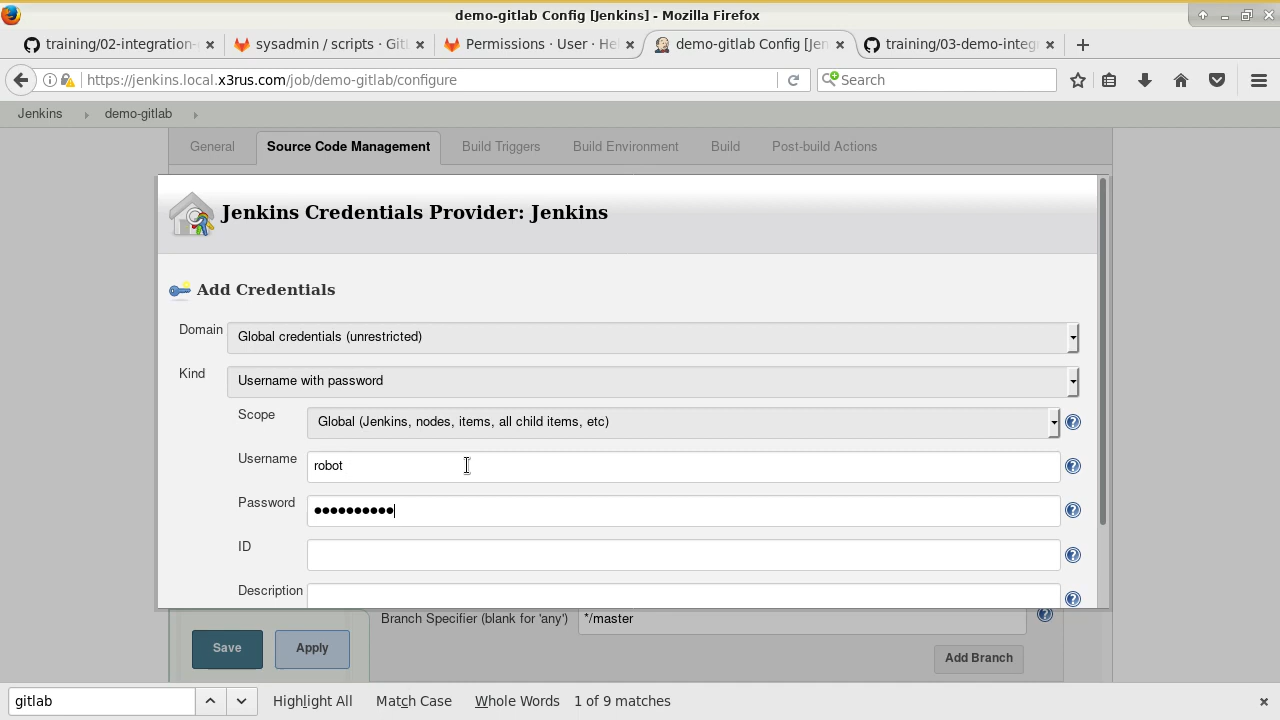 demo-gitlab Config [Jenkins] - Mozilla Firefox
training/02-integration- × sysadmin / scripts · GitL × Permissions · User · Hel × demo-gitlab Config [Jen × training/03-demo-integ ×
https://jenkins.local.x3rus.com/job/demo-gitlab/configure Search
Jenkins demo-gitlab
General Source Code Management Build Triggers Build Environment Build Post-build Actions
Jenkins Credentials Provider: Jenkins
Add Credentials
Domain Global credentials (unrestricted)
Kind Username with password
Scope Global (Jenkins, nodes, items, all child items, etc)
Username robot
Password ••••••••••
ID
Description
Branch Specifier (blank for 'any') */master
Save Apply
Add Branch
gitlab Highlight All Match Case Whole Words 1 of 9 matches